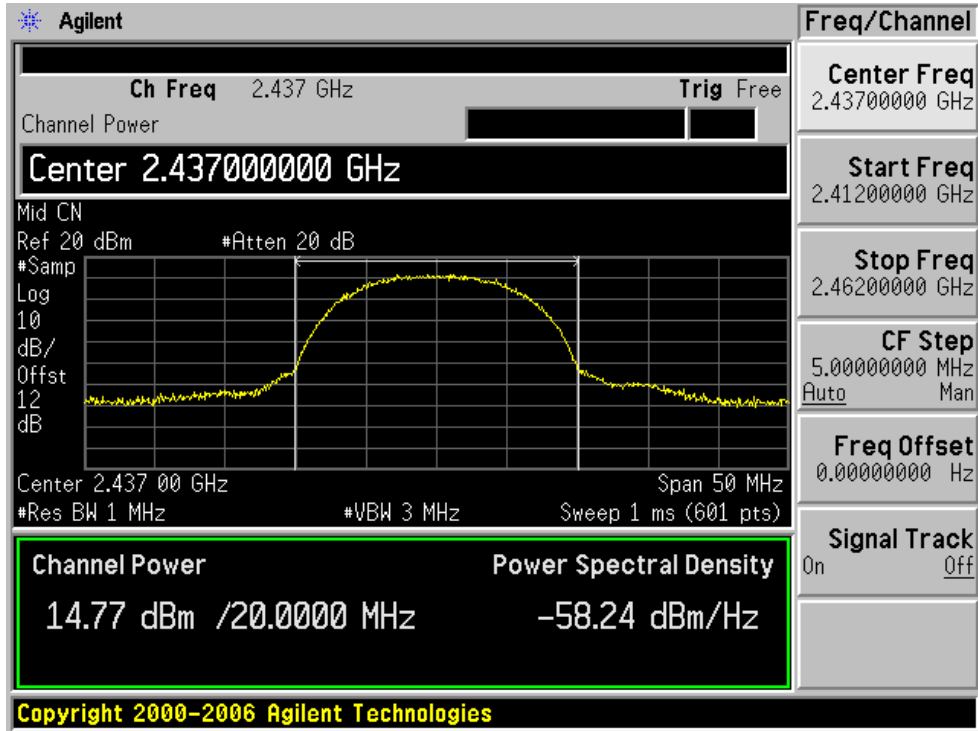 Agilent
Freq/Channel
Ch Freq 2.437 GHz Trig Free
Channel Power
Center 2.437000000 GHz
Mid CN
Ref 20 dBm #Atten 20 dB
#Samp
Log
10
dB/
Offst
12
dB
Center 2.437 00 GHz Span 50 MHz
#Res BW 1 MHz #VBW 3 MHz Sweep 1 ms (601 pts)
Channel Power Power Spectral Density
14.77 dBm /20.0000 MHz -58.24 dBm/Hz
Copyright 2000-2006 Agilent Technologies
Center Freq
2.43700000 GHz
Start Freq
2.41200000 GHz
Stop Freq
2.46200000 GHz
CF Step
5.00000000 MHz
Auto Man
Freq Offset
0.00000000 Hz
Signal Track
On Off